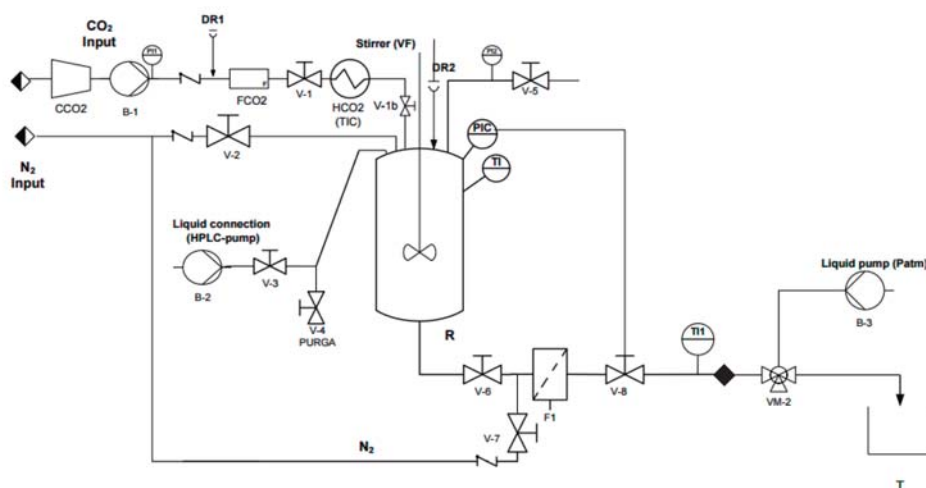 CO₂
Input
DR1
Stirrer (VF)
DR2
PI1
PI2
F
CCO2
B-1
FCO2
V-1
HCO2
(TIC)
V-1b
V-5
PIC
TI
N₂
Input
V-2
Liquid connection
(HPLC-pump)
B-2
V-3
V-4
PURGA
R
Liquid pump (Patm)
B-3
TI1
V-6
F1
V-8
VM-2
V-7
N₂
T